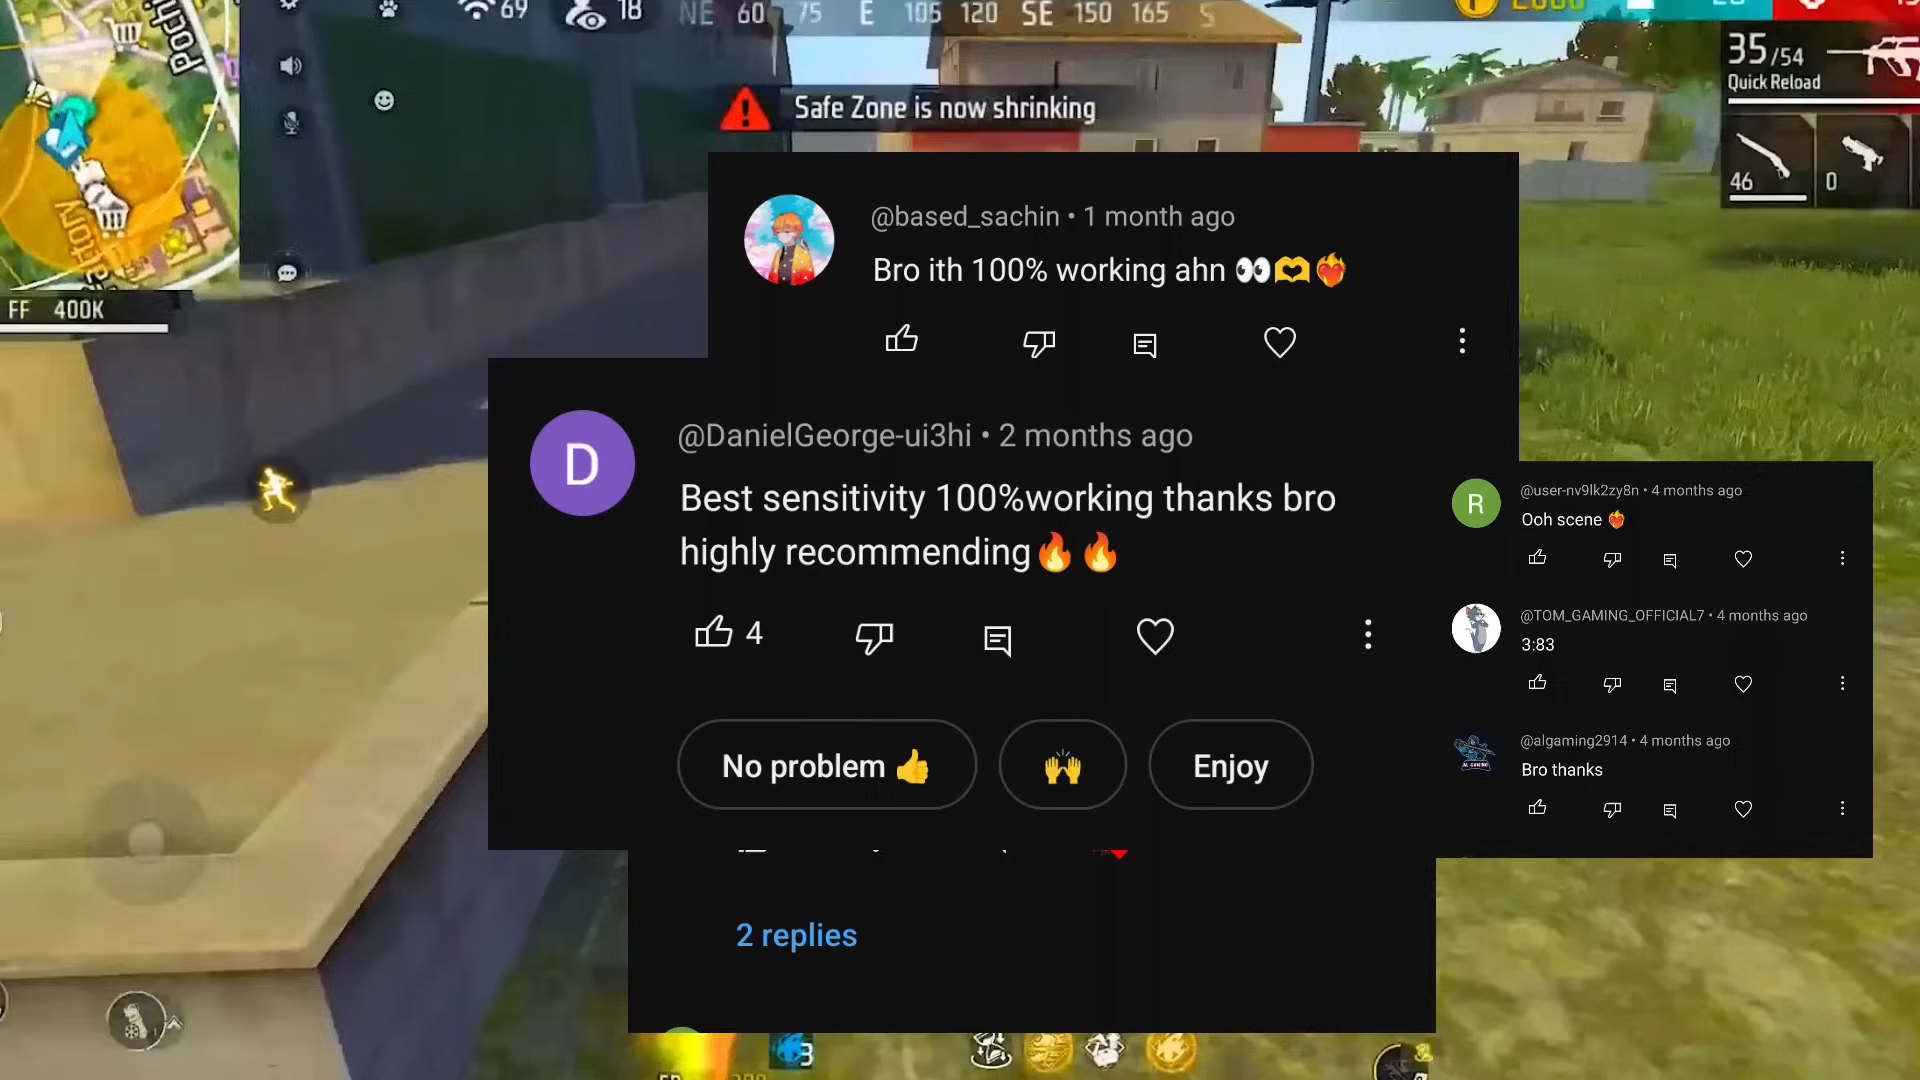 69
18
NE 60 75 E 105 120 SE 150 165 S
Pochi
35/54
Quick Reload
Safe Zone is now shrinking
46
0
FF 400K
@based_sachin • 1 month ago
Bro ith 100% working ahn 👀🫶❤️‍🔥
D
@DanielGeorge-ui3hi • 2 months ago
Best sensitivity 100%working thanks bro
highly recommending🔥🔥
4
No problem 👍
🙌
Enjoy
2 replies
R
@user-nv9lk2zy8n • 4 months ago
Ooh scene ❤️‍🔥
@TOM_GAMING_OFFICIAL7 • 4 months ago
3:83
@algaming2914 • 4 months ago
Bro thanks
3